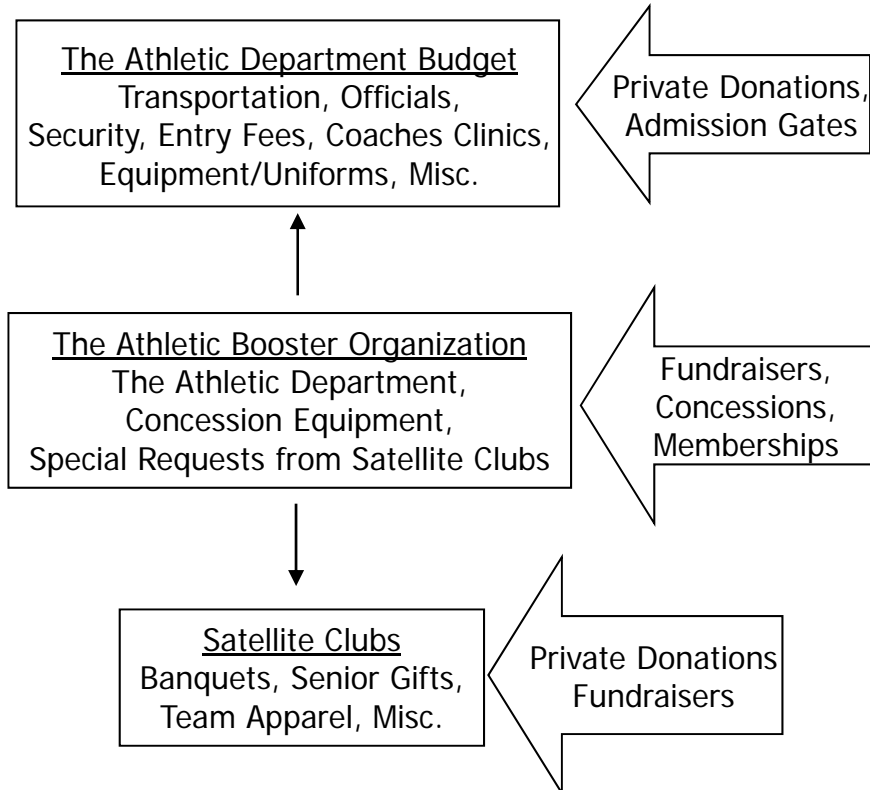 The Athletic Department Budget
Transportation, Officials,
Security, Entry Fees, Coaches Clinics,
Equipment/Uniforms, Misc.
Private Donations,
Admission Gates
The Athletic Booster Organization
The Athletic Department,
Concession Equipment,
Special Requests from Satellite Clubs
Fundraisers,
Concessions,
Memberships
Satellite Clubs
Banquets, Senior Gifts,
Team Apparel, Misc.
Private Donations
Fundraisers